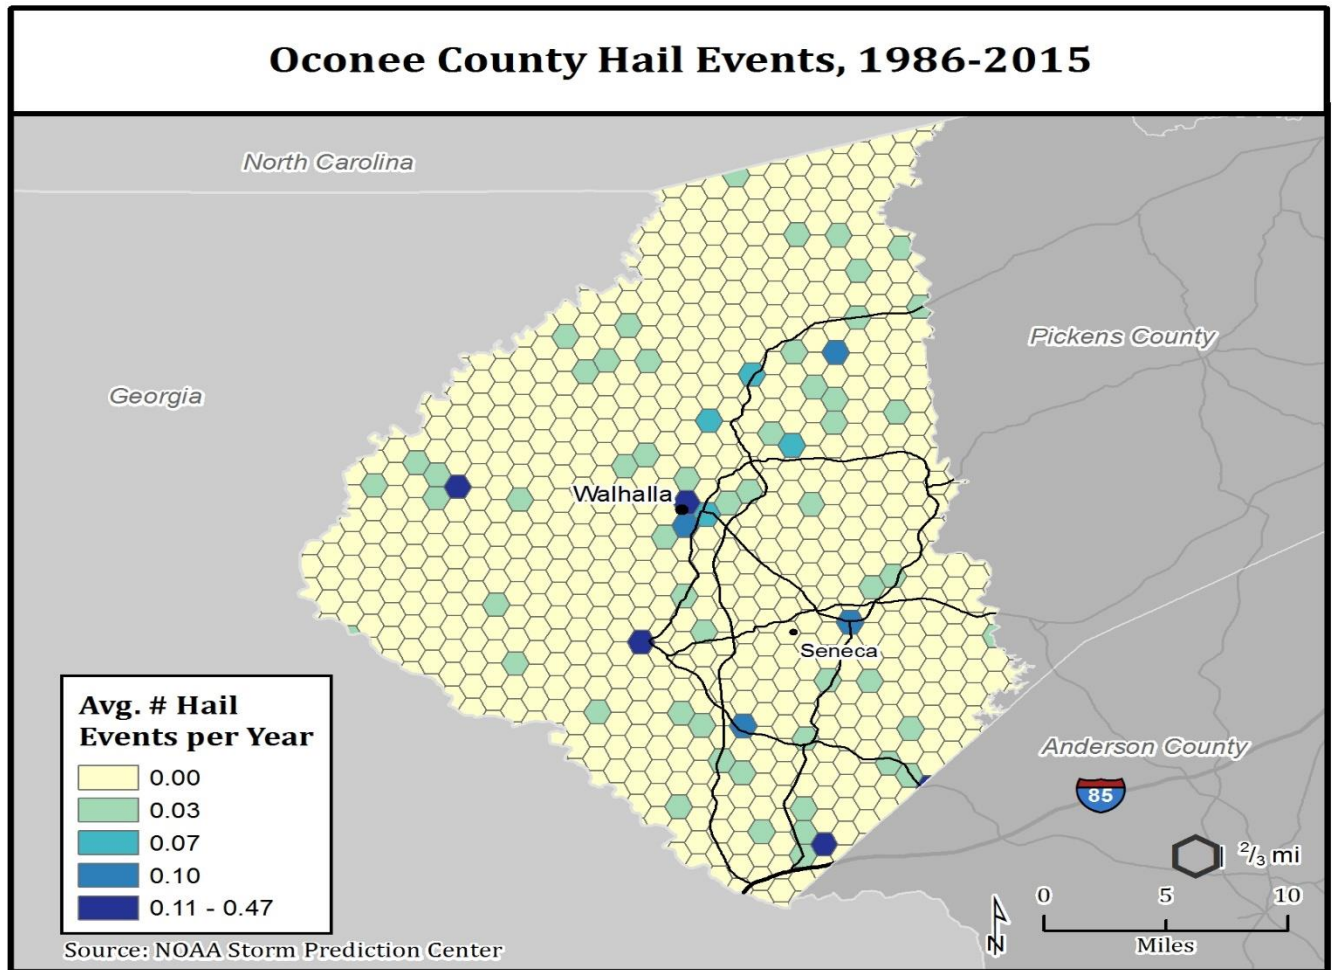 Oconee County Hail Events, 1986-2015
North Carolina
Pickens County
Georgia
Walhalla
Seneca
Avg. # Hail
Events per Year
0.00
0.03
0.07
0.10
0.11 - 0.47
Anderson County
85
2/3 mi
0 5 10
Miles
N
Source: NOAA Storm Prediction Center